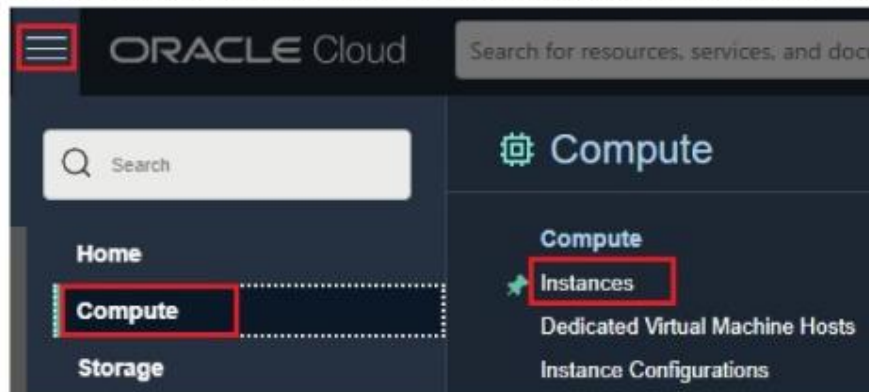 ORACLE Cloud
Search for resources, services, and doc
Search
Home
Compute
Storage
Compute
Compute
Instances
Dedicated Virtual Machine Hosts
Instance Configurations